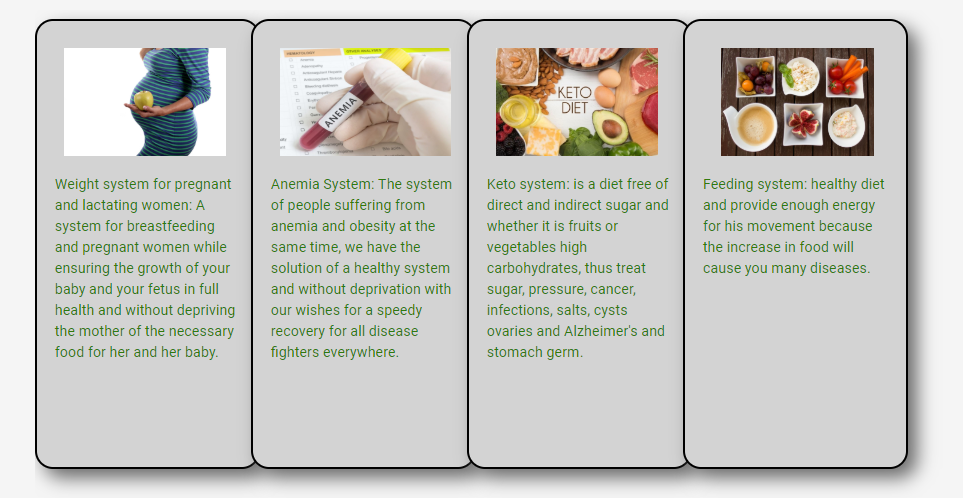 ANEMIA
KETO
DIET
Weight system for pregnant
and lactating women: A
system for breastfeeding
and pregnant women while
ensuring the growth of your
baby and your fetus in full
health and without depriving
the mother of the necessary
food for her and her baby.
Anemia System: The system
of people suffering from
anemia and obesity at the
same time, we have the
solution of a healthy system
and without deprivation with
our wishes for a speedy
recovery for all disease
fighters everywhere.
Keto system: is a diet free of
direct and indirect sugar and
whether it is fruits or
vegetables high
carbohydrates, thus treat
sugar, pressure, cancer,
infections, salts, cysts
ovaries and Alzheimer's and
stomach germ.
Feeding system: healthy diet
and provide enough energy
for his movement because
the increase in food will
cause you many diseases.